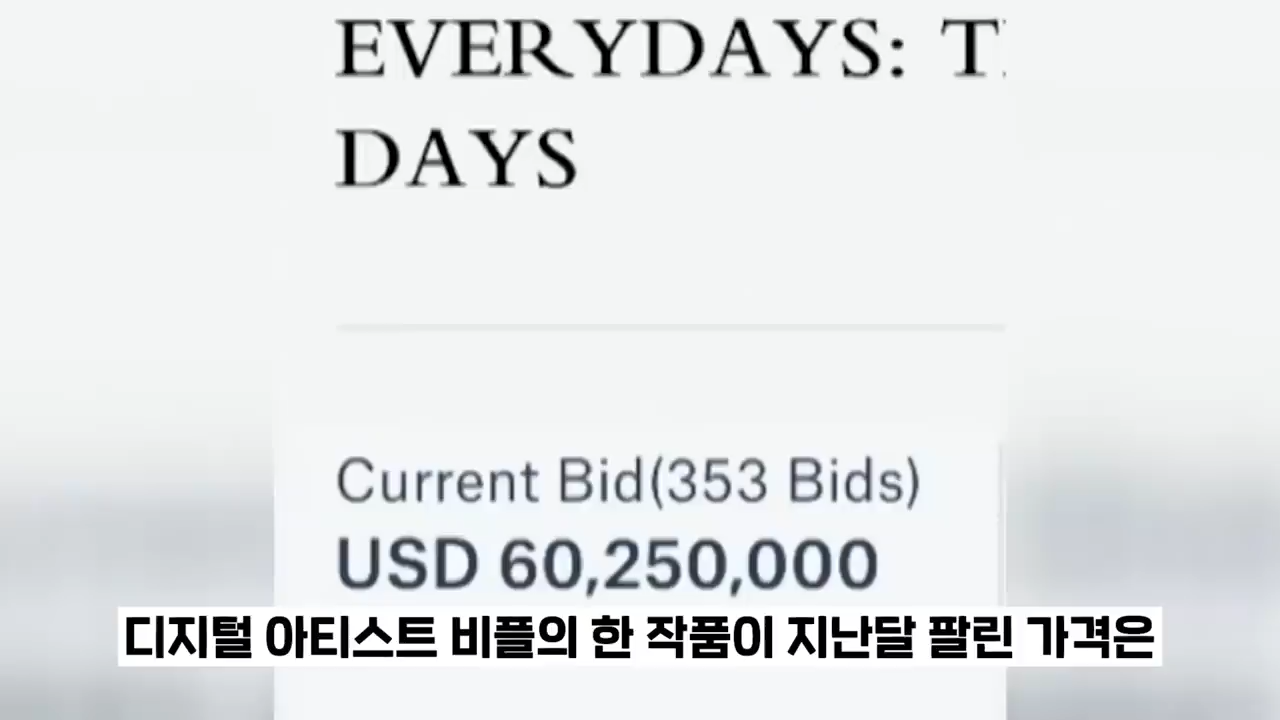 EVERYDAYS: T
DAYS
Current Bid(353 Bids)
USD 60,250,000
디지털 아티스트 비플의 한 작품이 지난달 팔린 가격은